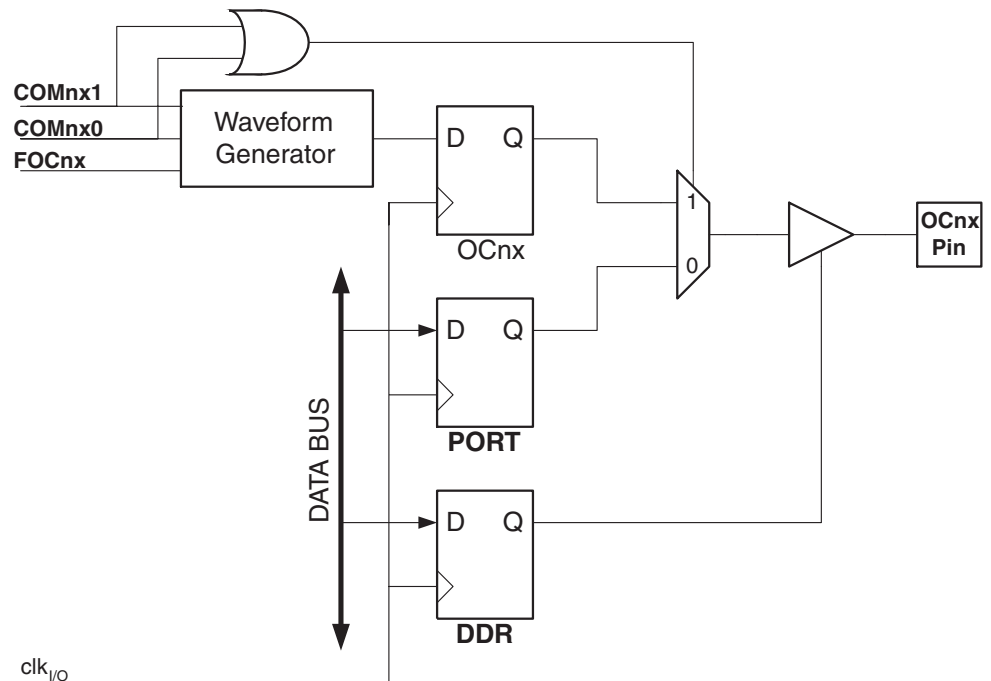 COMnx1
COMnx0
FOCnx
Waveform
Generator
D Q
OCnx
1
0
OCnx
Pin
D Q
PORT
DATA BUS
D Q
DDR
clkI/O